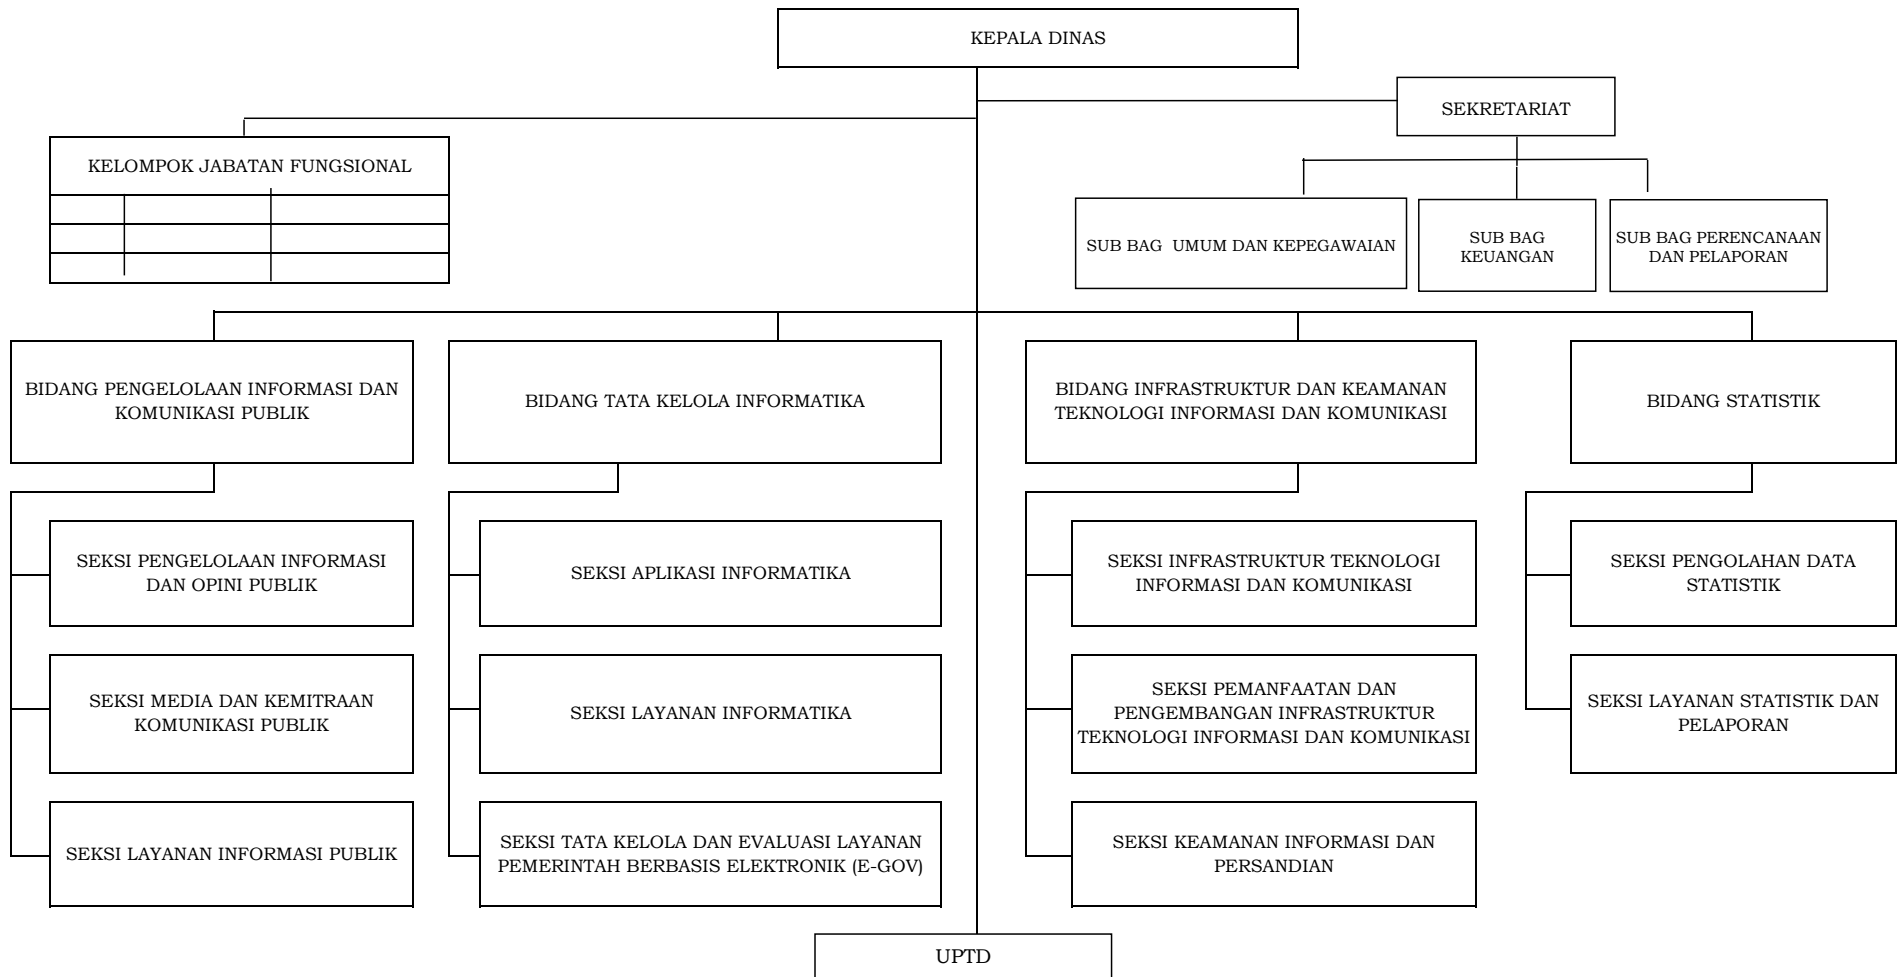 KEPALA DINAS
SEKRETARIAT
KELOMPOK JABATAN FUNGSIONAL
SUB BAG  UMUM DAN KEPEGAWAIAN
SUB BAG
KEUANGAN
SUB BAG PERENCANAAN
DAN PELAPORAN
BIDANG PENGELOLAAN INFORMASI DAN
KOMUNIKASI PUBLIK
BIDANG TATA KELOLA INFORMATIKA
BIDANG INFRASTRUKTUR DAN KEAMANAN
TEKNOLOGI INFORMASI DAN KOMUNIKASI
BIDANG STATISTIK
SEKSI PENGELOLAAN INFORMASI
DAN OPINI PUBLIK
SEKSI APLIKASI INFORMATIKA
SEKSI INFRASTRUKTUR TEKNOLOGI
INFORMASI DAN KOMUNIKASI
SEKSI PENGOLAHAN DATA
STATISTIK
SEKSI MEDIA DAN KEMITRAAN
KOMUNIKASI PUBLIK
SEKSI LAYANAN INFORMATIKA
SEKSI PEMANFAATAN DAN
PENGEMBANGAN INFRASTRUKTUR
TEKNOLOGI INFORMASI DAN KOMUNIKASI
SEKSI LAYANAN STATISTIK DAN
PELAPORAN
SEKSI LAYANAN INFORMASI PUBLIK
SEKSI TATA KELOLA DAN EVALUASI LAYANAN
PEMERINTAH BERBASIS ELEKTRONIK (E-GOV)
SEKSI KEAMANAN INFORMASI DAN
PERSANDIAN
UPTD